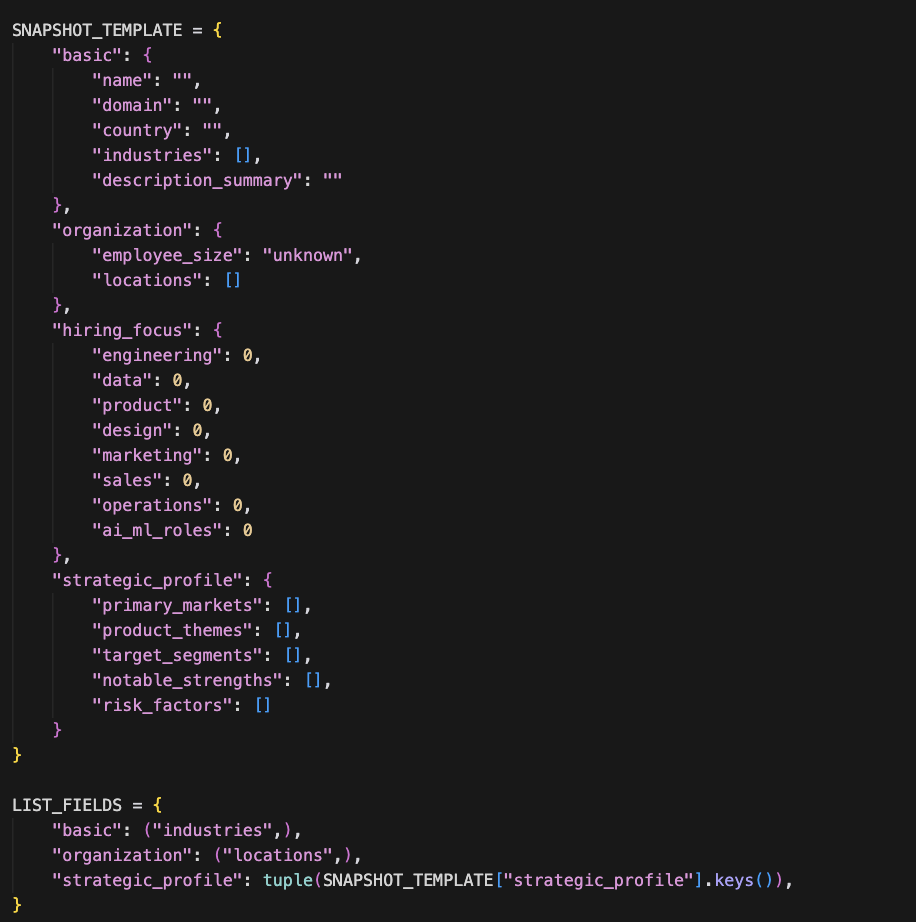 SNAPSHOT_TEMPLATE = {
    "basic": {
        "name": "",
        "domain": "",
        "country": "",
        "industries": [],
        "description_summary": ""
    },
    "organization": {
        "employee_size": "unknown",
        "locations": []
    },
    "hiring_focus": {
        "engineering": 0,
        "data": 0,
        "product": 0,
        "design": 0,
        "marketing": 0,
        "sales": 0,
        "operations": 0,
        "ai_ml_roles": 0
    },
    "strategic_profile": {
        "primary_markets": [],
        "product_themes": [],
        "target_segments": [],
        "notable_strengths": [],
        "risk_factors": []
    }
}

LIST_FIELDS = {
    "basic": ("industries",),
    "organization": ("locations",),
    "strategic_profile": tuple(SNAPSHOT_TEMPLATE["strategic_profile"].keys()),
}